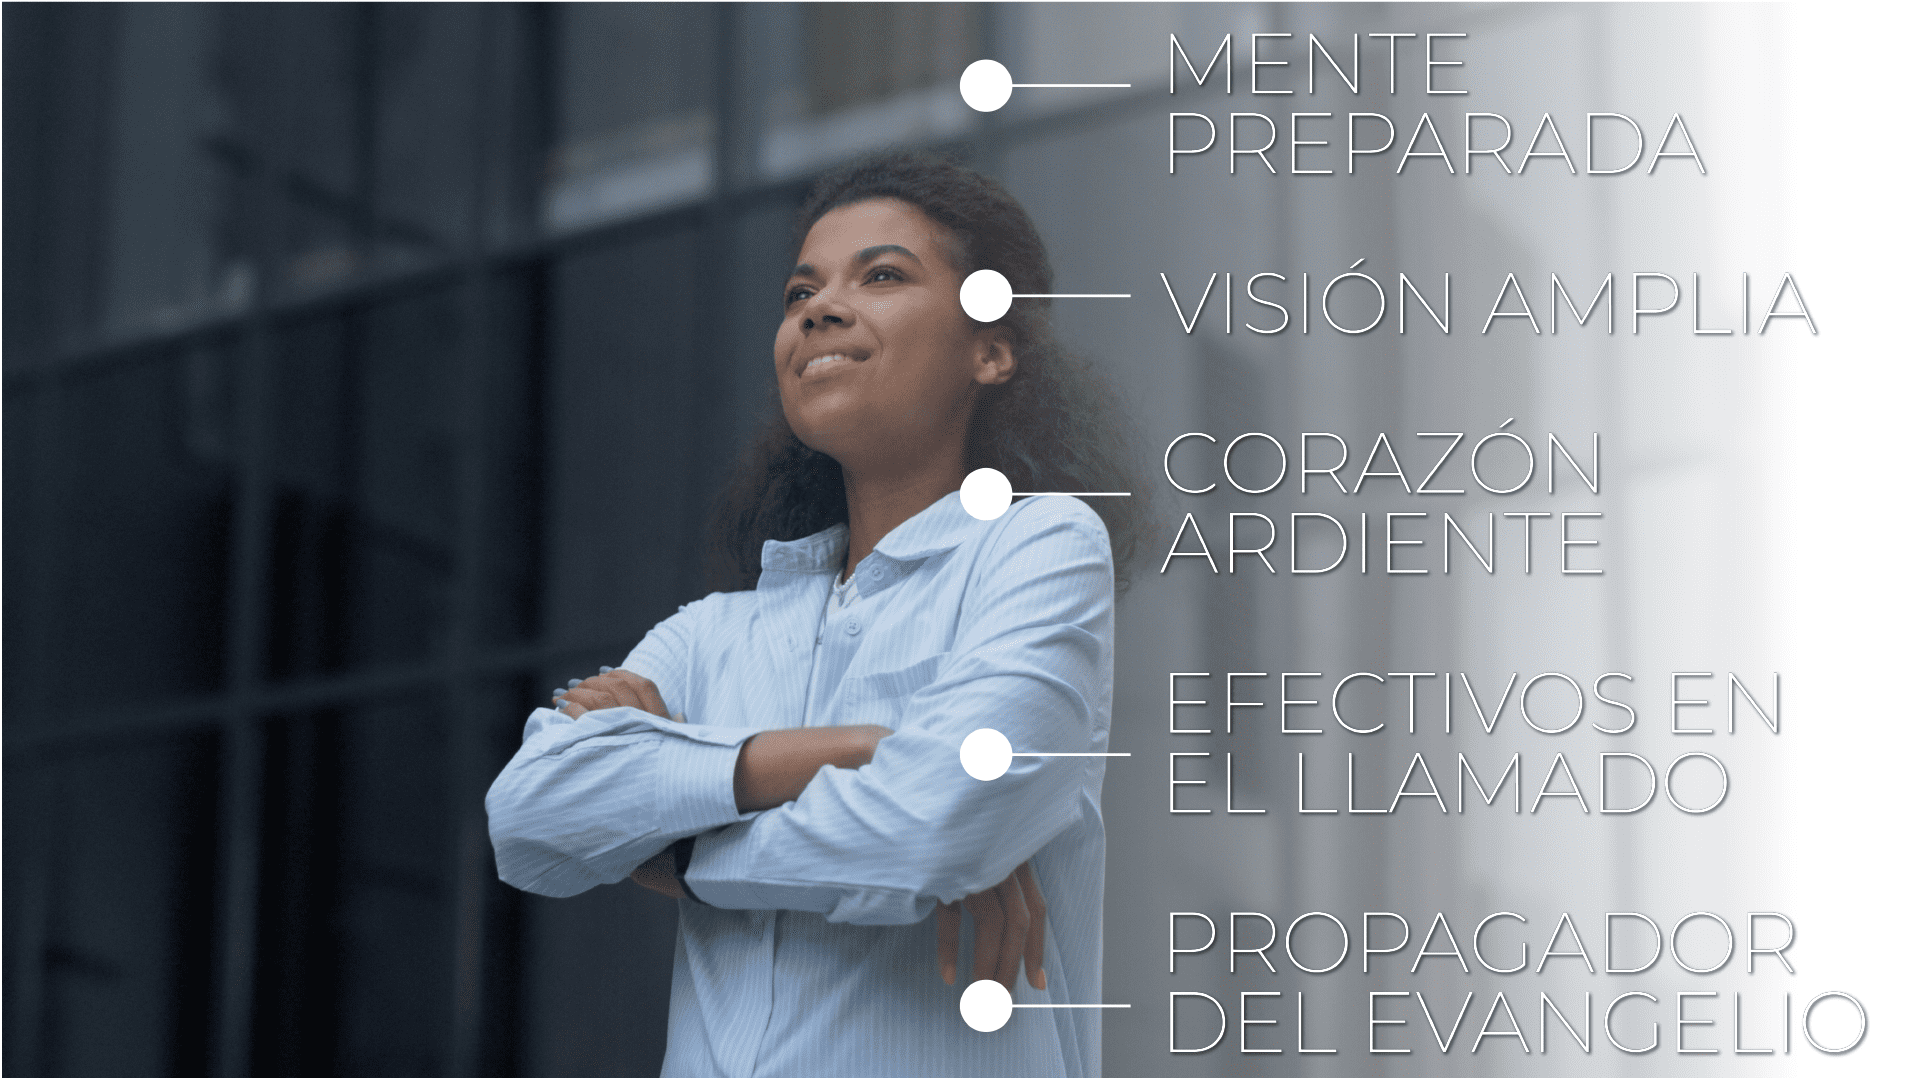 MENTE
PREPARADA
VISIÓN AMPLIA
CORAZÓN
ARDIENTE
EFECTIVOS EN
EL LLAMADO
PROPAGADOR
DEL EVANGELIO